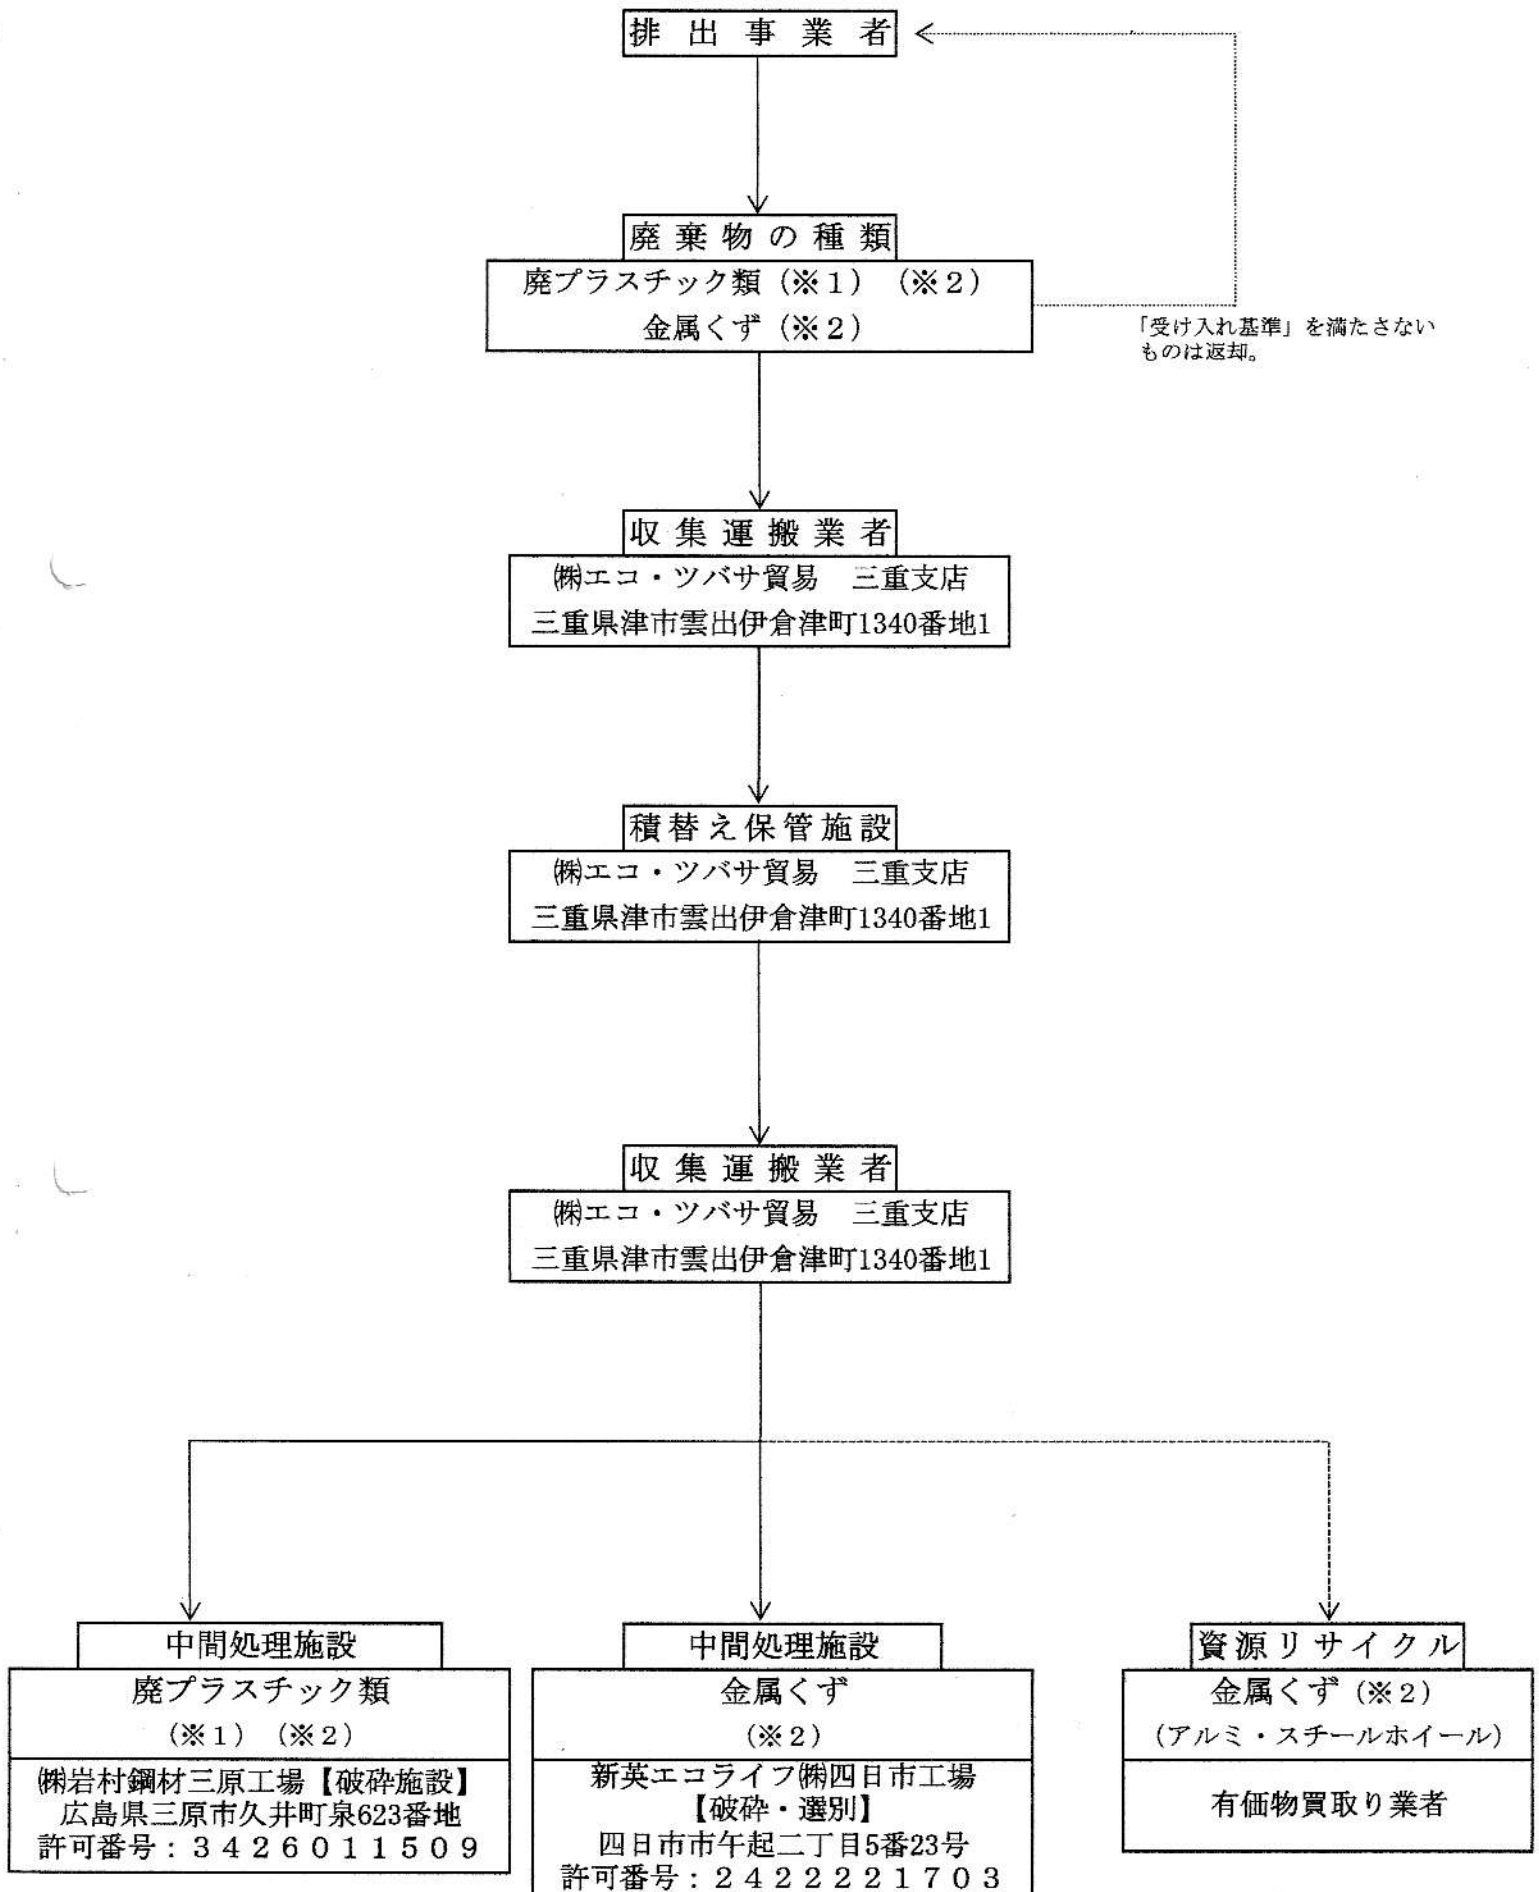 排出事業者
廃棄物の種類
廃プラスチック類（※１）（※２）
金属くず（※２）
「受け入れ基準」を満たさない
ものは返却。
収集運搬業者
㈱エコ・ツバサ貿易　三重支店
三重県津市雲出伊倉津町1340番地1
積替え保管施設
㈱エコ・ツバサ貿易　三重支店
三重県津市雲出伊倉津町1340番地1
収集運搬業者
㈱エコ・ツバサ貿易　三重支店
三重県津市雲出伊倉津町1340番地1
中間処理施設
廃プラスチック類
（※１）（※２）
㈱岩村鋼材三原工場【破砕施設】
広島県三原市久井町泉623番地
許可番号：３４２６０１１５０９
中間処理施設
金属くず
（※２）
新英エコライフ㈱四日市工場
【破砕・選別】
四日市市午起二丁目5番23号
許可番号：２４２２２２１７０３
資源リサイクル
金属くず（※２）
（アルミ・スチールホイール）
有価物買取り業者